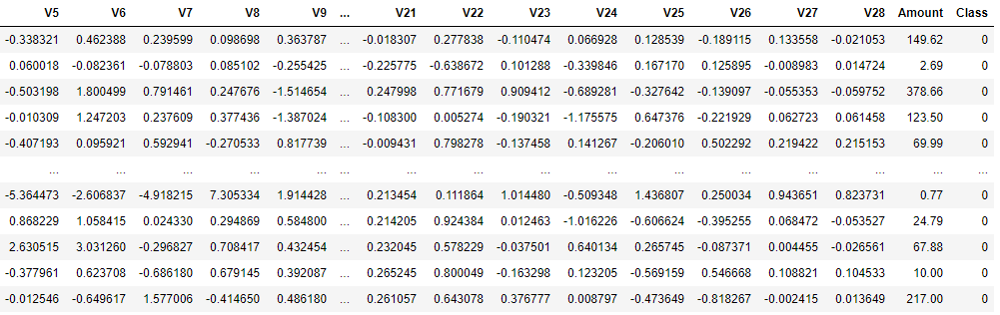 V5 V6 V7 V8 V9 ... V21 V22 V23 V24 V25 V26 V27 V28 Amount Class
-0.338321 0.462388 0.239599 0.098698 0.363787 ... -0.018307 0.277838 -0.110474 0.066928 0.128539 -0.189115 0.133558 -0.021053 149.62 0
0.060018 -0.082361 -0.078803 0.085102 -0.255425 ... -0.225775 -0.638672 0.101288 -0.339846 0.167170 0.125895 -0.008983 0.014724 2.69 0
-0.503198 1.800499 0.791461 0.247676 -1.514654 ... 0.247998 0.771679 0.909412 -0.689281 -0.327642 -0.139097 -0.055353 -0.059752 378.66 0
-0.010309 1.247203 0.237609 0.377436 -1.387024 ... -0.108300 0.005274 -0.190321 -1.175575 0.647376 -0.221929 0.062723 0.061458 123.50 0
-0.407193 0.095921 0.592941 -0.270533 0.817739 ... -0.009431 0.798278 -0.137458 0.141267 -0.206010 0.502292 0.219422 0.215153 69.99 0
... ... ... ... ... ... ... ... ... ... ... ... ... ... ... ...
-5.364473 -2.606837 -4.918215 7.305334 1.914428 ... 0.213454 0.111864 1.014480 -0.509348 1.436807 0.250034 0.943651 0.823731 0.77 0
0.868229 1.058415 0.024330 0.294869 0.584800 ... 0.214205 0.924384 0.012463 -1.016226 -0.606624 -0.395255 0.068472 -0.053527 24.79 0
2.630515 3.031260 -0.296827 0.708417 0.432454 ... 0.232045 0.578229 -0.037501 0.640134 0.265745 -0.087371 0.004455 -0.026561 67.88 0
-0.377961 0.623708 -0.686180 0.679145 0.392087 ... 0.265245 0.800049 -0.163298 0.123205 -0.569159 0.546668 0.108821 0.104533 10.00 0
-0.012546 -0.649617 1.577006 -0.414650 0.486180 ... 0.261057 0.643078 0.376777 0.008797 -0.473649 -0.818267 -0.002415 0.013649 217.00 0